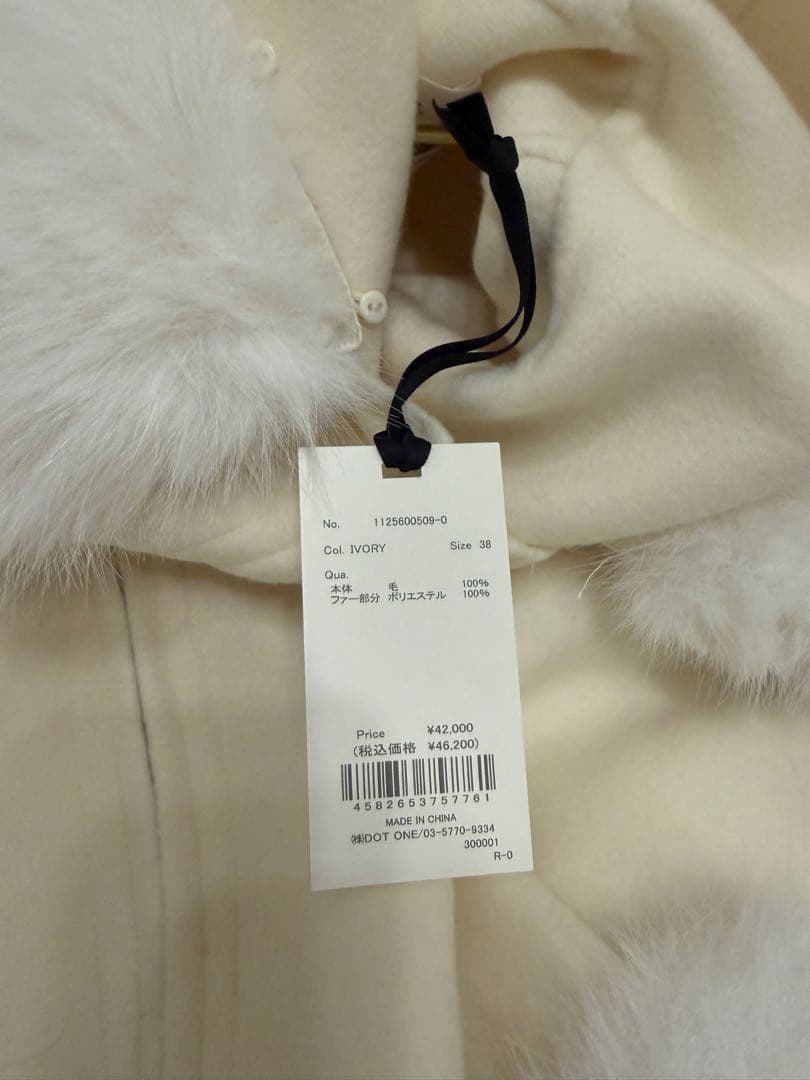 No. 1125600509-0
Col. IVORY Size 38
Qua.
本体 毛 100%
ファー部分 ポリエステル 100%
Price ¥42,000
(税込価格 ¥46,200)
4582653757761
MADE IN CHINA
㈱DOT ONE/03-5770-9334
300001
R-0